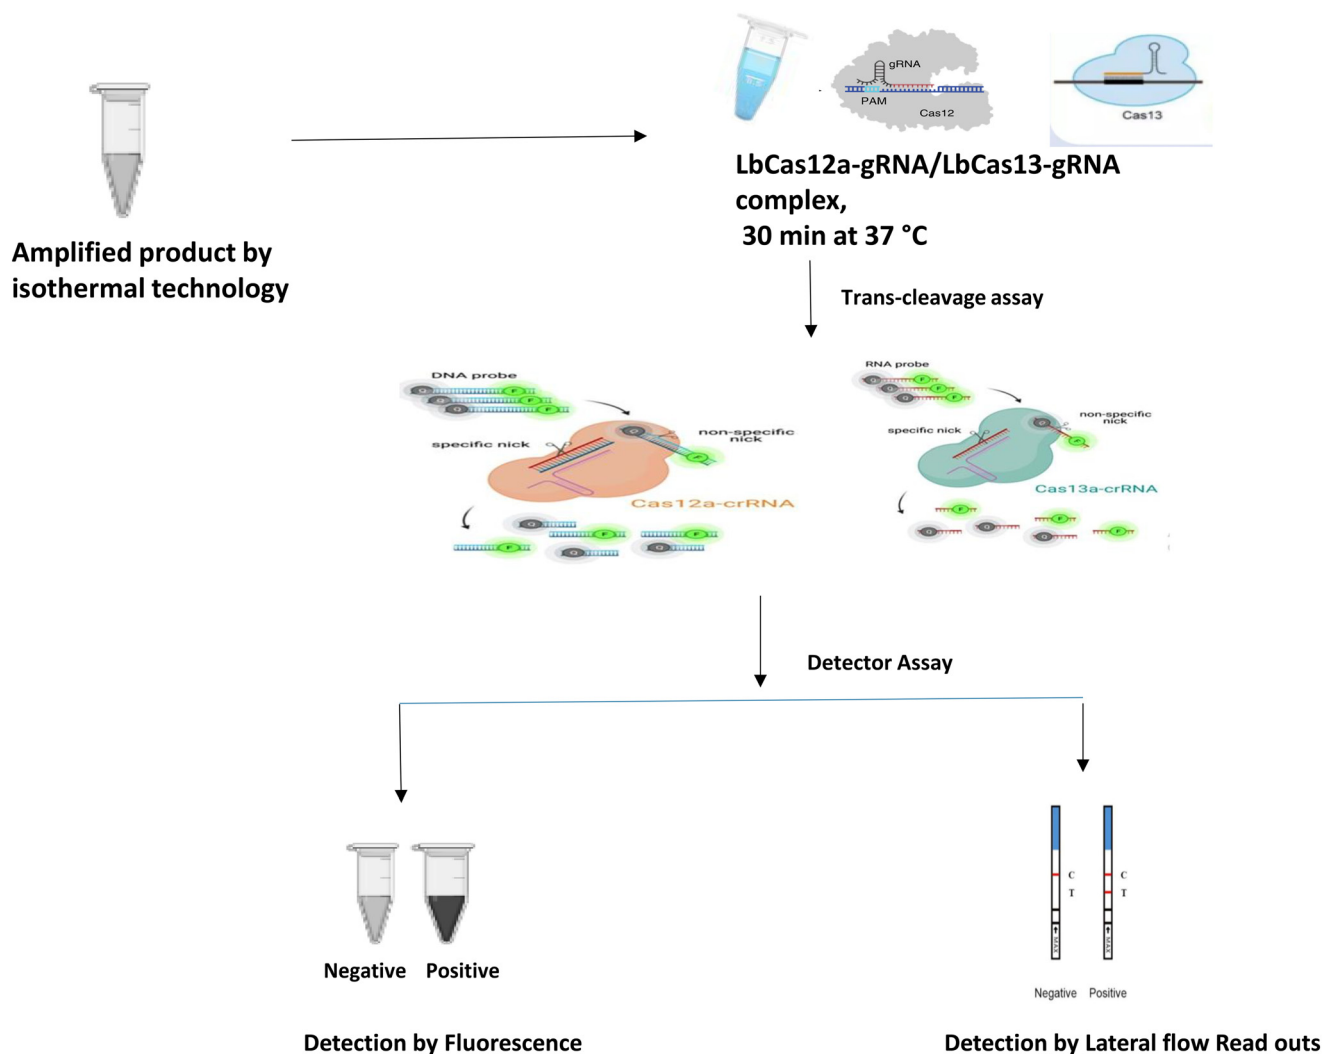 gRNA
PAM
Cas12
Cas13
LbCas12a-gRNA/LbCas13-gRNA
complex,
30 min at 37 °C
Amplified product by
isothermal technology
Trans-cleavage assay
DNA probe
Q F
Q F
Q F
specific nick
Q
non-specific
nick
F
Cas12a-crRNA
Q
F
F
F
Q
Q
RNA probe
Q F
Q F
Q F
specific nick
Q
non-specific
nick
F
Cas13a-crRNA
F
F
Q
Q
Q
F
Detector Assay
C
T
MAX
C
T
MAX
Negative Positive
Negative Positive
Detection by Fluorescence
Detection by Lateral flow Read outs